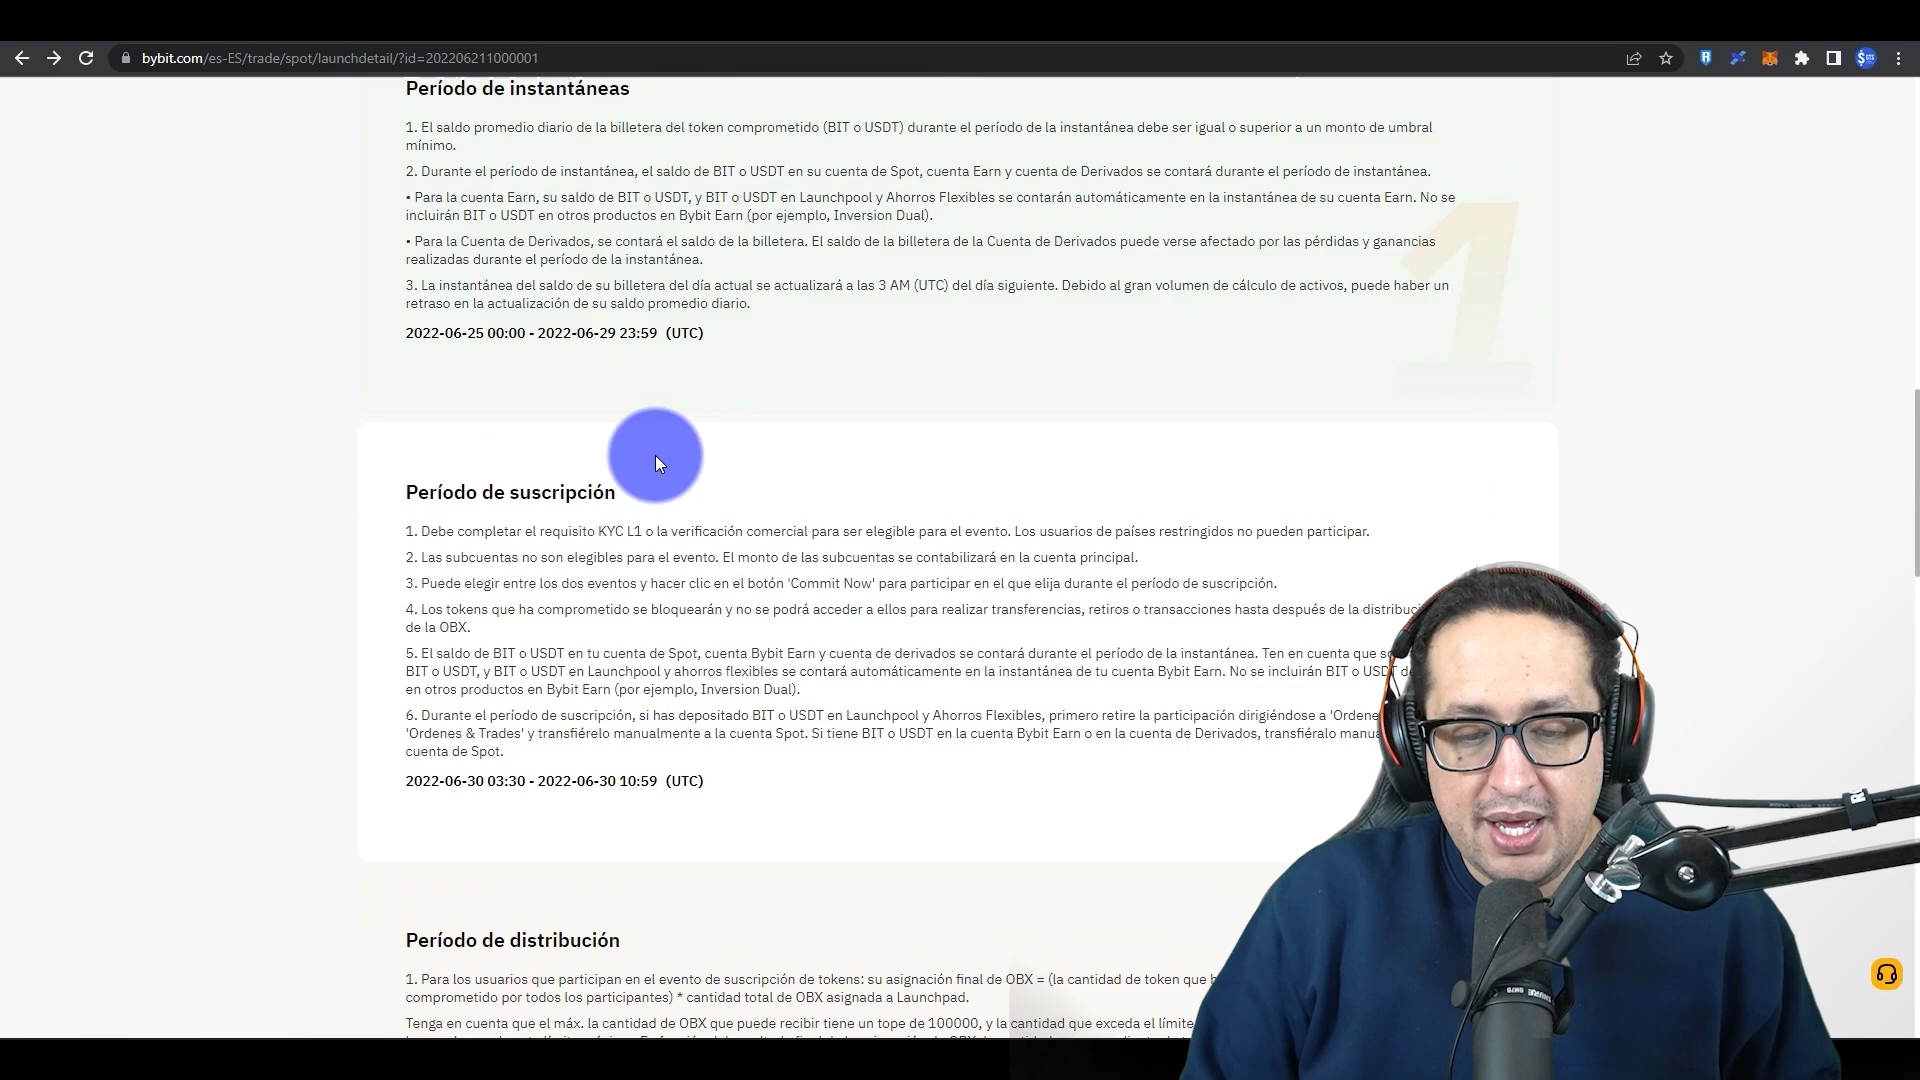 bybit.com/es-ES/trade/spot/launchdetail/?id=202206211000001
Período de instantáneas
1. El saldo promedio diario de la billetera del token comprometido (BIT o USDT) durante el período de la instantánea debe ser igual o superior a un monto de umbral
mínimo.
2. Durante el período de instantánea, el saldo de BIT o USDT en su cuenta de Spot, cuenta Earn y cuenta de Derivados se contará durante el período de instantánea.
• Para la cuenta Earn, su saldo de BIT o USDT, y BIT o USDT en Launchpool y Ahorros Flexibles se contarán automáticamente en la instantánea de su cuenta Earn. No se
incluirán BIT o USDT en otros productos en Bybit Earn (por ejemplo, Inversion Dual).
• Para la Cuenta de Derivados, se contará el saldo de la billetera. El saldo de la billetera de la Cuenta de Derivados puede verse afectado por las pérdidas y ganancias
realizadas durante el período de la instantánea.
3. La instantánea del saldo de su billetera del día actual se actualizará a las 3 AM (UTC) del día siguiente. Debido al gran volumen de cálculo de activos, puede haber un
retraso en la actualización de su saldo promedio diario.
2022-06-25 00:00 - 2022-06-29 23:59 (UTC)
1
Período de suscripción
1. Debe completar el requisito KYC L1 o la verificación comercial para ser elegible para el evento. Los usuarios de países restringidos no pueden participar.
2. Las subcuentas no son elegibles para el evento. El monto de las subcuentas se contabilizará en la cuenta principal.
3. Puede elegir entre los dos eventos y hacer clic en el botón 'Commit Now' para participar en el que elija durante el período de suscripción.
4. Los tokens que ha comprometido se bloquearán y no se podrá acceder a ellos para realizar transferencias, retiros o transacciones hasta después de la
de la OBX.
5. El saldo de BIT o USDT en tu cuenta de Spot, cuenta Bybit Earn y cuenta de derivados se contará durante el período de la instantánea. Ten en cuenta que
BIT o USDT, y BIT o USDT en Launchpool y ahorros flexibles se contará automáticamente en la instantánea de tu cuenta Bybit Earn. No se incluirán BIT o USDT
en otros productos en Bybit Earn (por ejemplo, Inversion Dual).
6. Durante el período de suscripción, si has depositado BIT o USDT en Launchpool y Ahorros Flexibles, primero retire la participación dirigiéndose a
'Ordenes & Trades' y transfiérelo manualmente a la cuenta Spot. Si tiene BIT o USDT en la cuenta Bybit Earn o en la cuenta de Derivados, transfiéralo
cuenta de Spot.
2022-06-30 03:30 - 2022-06-30 10:59 (UTC)
Período de distribución
1. Para los usuarios que participan en el evento de suscripción de tokens: su asignación final de OBX = (la cantidad de token que
comprometido por todos los participantes) * cantidad total de OBX asignada a Launchpad.
Tenga en cuenta que el máx. la cantidad de OBX que puede recibir tiene un tope de 100000, y la cantidad que exceda el límite